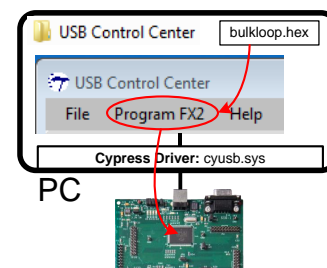 USB Control Center
bulkloop.hex
USB Control Center
File Program FX2 Help
Cypress Driver: cyusb.sys
PC